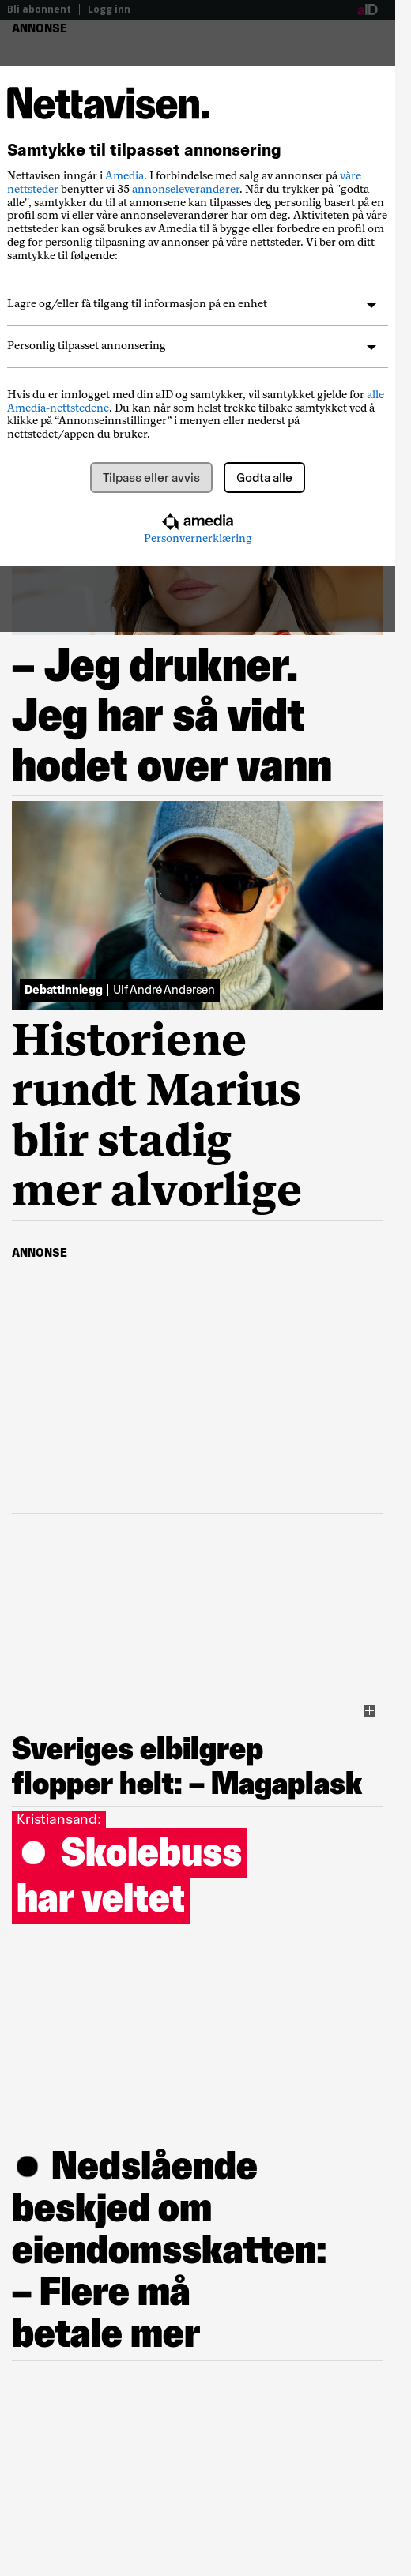 Bli abonnent | Logg inn
aID
ANNONSE
Nettavisen.
Samtykke til tilpasset annonsering
Nettavisen inngår i Amedia. I forbindelse med salg av annonser på våre
nettsteder benytter vi 35 annonseleverandører. Når du trykker på "godta
alle", samtykker du til at annonsene kan tilpasses deg personlig basert på en
profil som vi eller våre annonseleverandører har om deg. Aktiviteten på våre
nettsteder kan også brukes av Amedia til å bygge eller forbedre en profil om
deg for personlig tilpasning av annonser på våre nettsteder. Vi ber om ditt
samtykke til følgende:
Lagre og/eller få tilgang til informasjon på en enhet
Personlig tilpasset annonsering
Hvis du er innlogget med din aID og samtykker, vil samtykket gjelde for alle
Amedia-nettstedene. Du kan når som helst trekke tilbake samtykket ved å
klikke på “Annonseinnstillinger” i menyen eller nederst på
nettstedet/appen du bruker.
Tilpass eller avvis
Godta alle
amedia
Personvernerklæring
– Jeg drukner.
Jeg har så vidt
hodet over vann
Debattinnlegg | Ulf André Andersen
Historiene
rundt Marius
blir stadig
mer alvorlige
ANNONSE
Sveriges elbilgrep
flopper helt: – Magaplask
Kristiansand:
● Skolebuss
har veltet
● Nedslående
beskjed om
eiendomsskatten:
– Flere må
betale mer